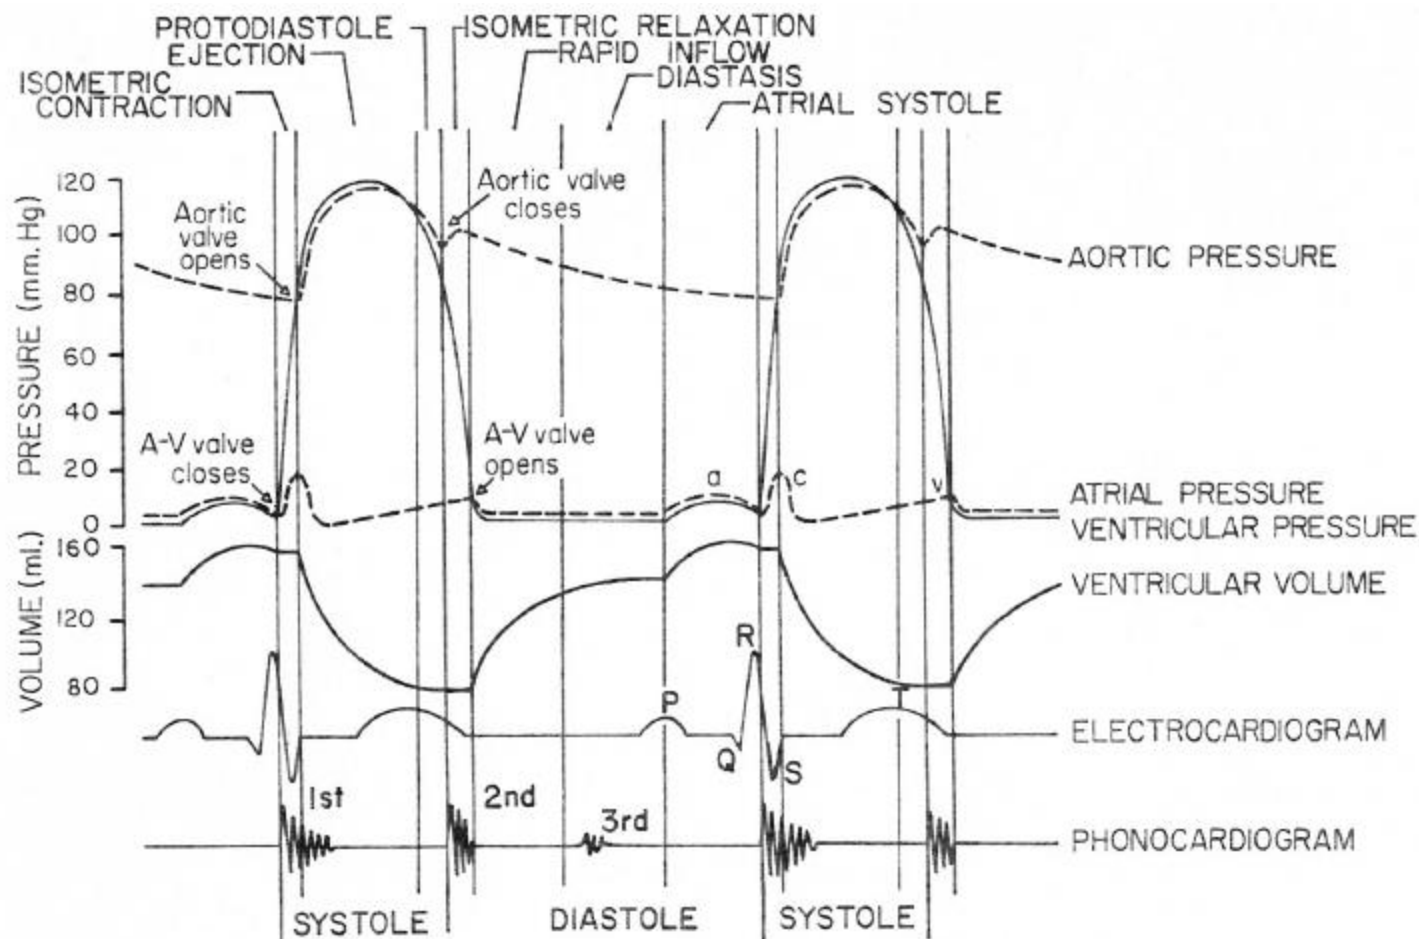 PROTODIASTOLE
EJECTION
ISOMETRIC RELAXATION
RAPID INFLOW
DIASTASIS
ISOMETRIC
CONTRACTION
ATRIAL SYSTOLE
PRESSURE (mm. Hg)
120
100
80
60
40
20
0
Aortic
valve
opens
Aortic valve
closes
A-V valve
closes
A-V valve
opens
a
c
v
AORTIC PRESSURE
ATRIAL PRESSURE
VENTRICULAR PRESSURE
VOLUME (ml.)
160
120
80
VENTRICULAR VOLUME
R
P
T
Q
S
ELECTROCARDIOGRAM
1st
2nd
3rd
PHONOCARDIOGRAM
SYSTOLE
DIASTOLE
SYSTOLE